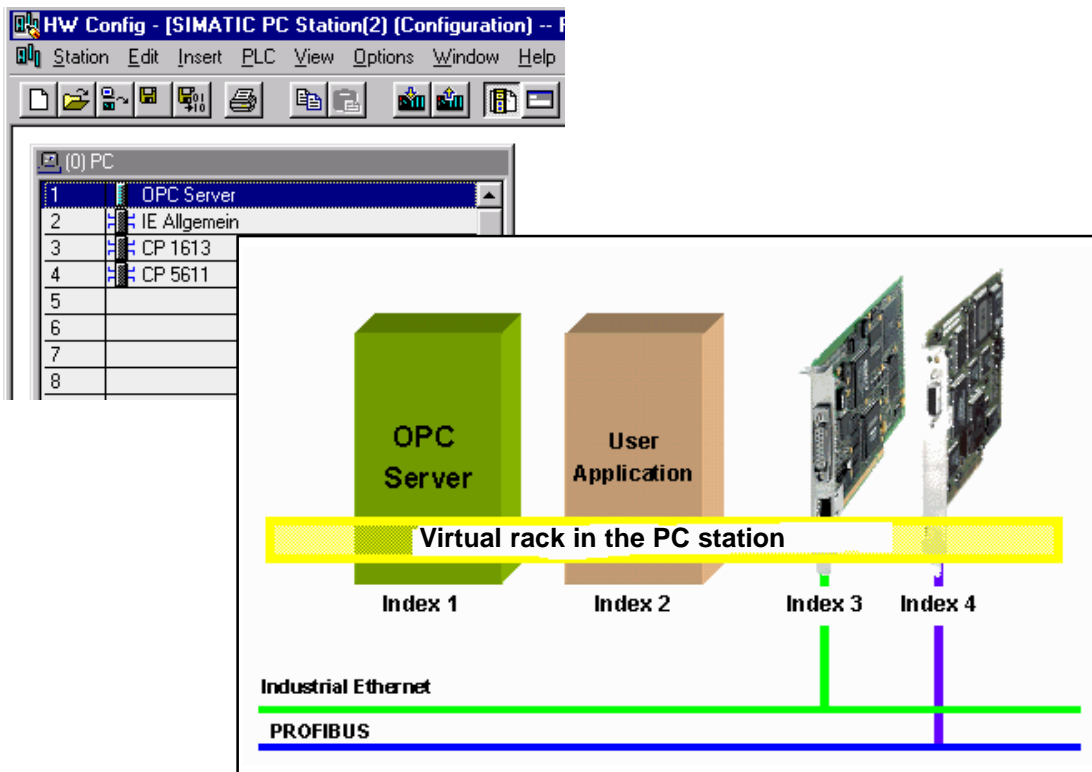 HW Config - [SIMATIC PC Station(2) (Configuration) --
Station Edit Insert PLC View Options Window Help
(0) PC
1 OPC Server
2 IE Allgemein
3 CP 1613
4 CP 5611
5
6
7
8
OPC
Server
User
Application
Virtual rack in the PC station
Index 1 Index 2 Index 3 Index 4
Industrial Ethernet
PROFIBUS